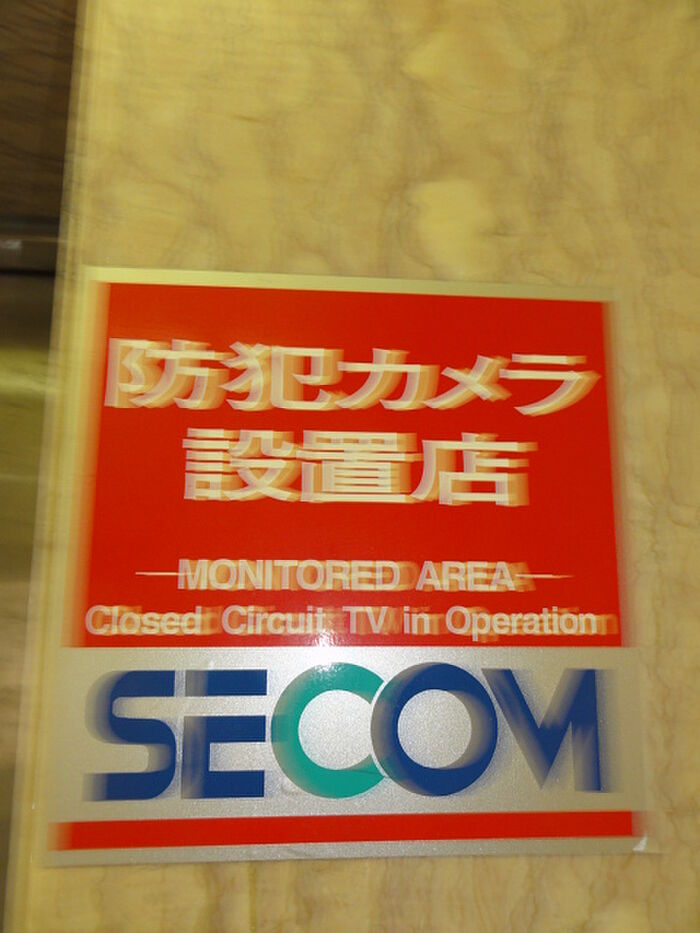 防犯カメラ
設置店
MONITORED AREA
Closed Circuit TV in Operation
SECOM